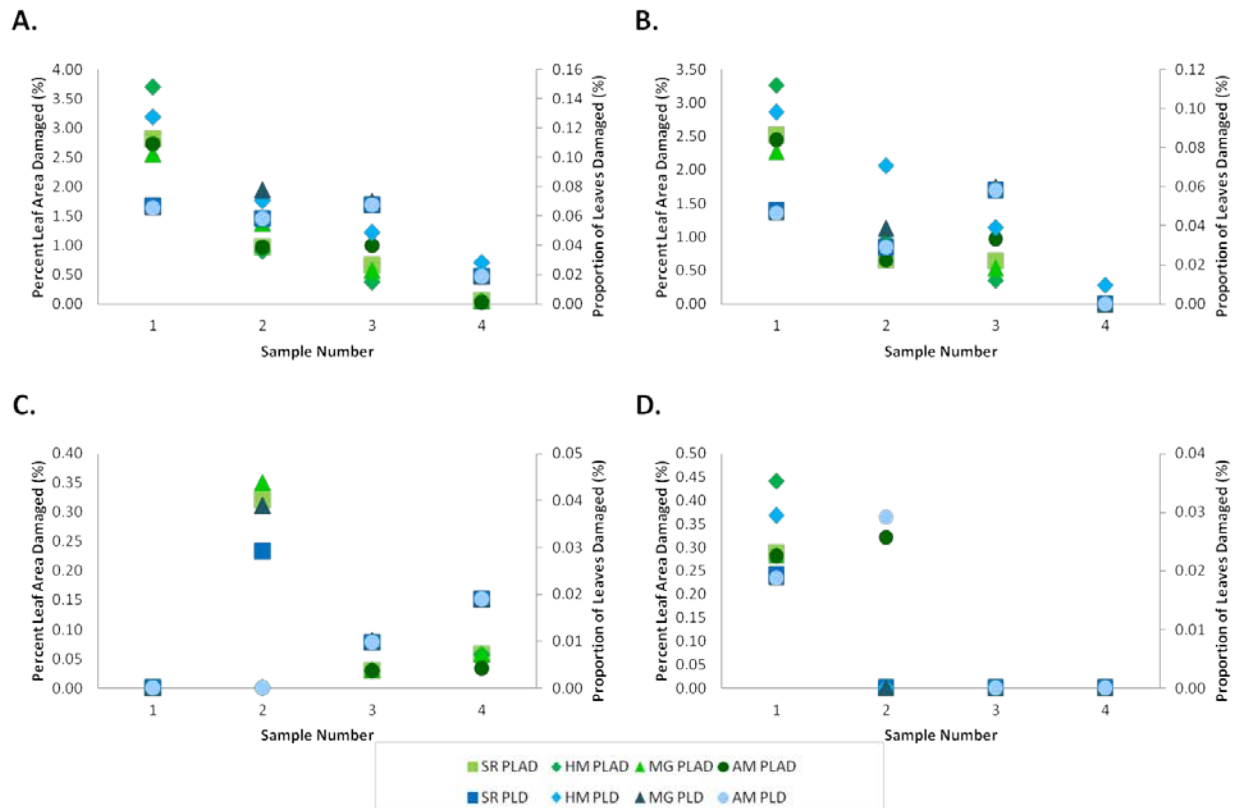 A.
Percent Leaf Area Damaged (%)
4.00
3.50
3.00
2.50
2.00
1.50
1.00
0.50
0.00
0.16
0.14
0.12
0.10
0.08
0.06
0.04
0.02
0.00
Proportion of Leaves Damaged (%)
1 2 3 4
Sample Number
B.
Percent Leaf Area Damaged (%)
3.50
3.00
2.50
2.00
1.50
1.00
0.50
0.00
0.12
0.10
0.08
0.06
0.04
0.02
0.00
Proportion of Leaves Damaged (%)
1 2 3 4
Sample Number
C.
Percent Leaf Area Damaged (%)
0.40
0.35
0.30
0.25
0.20
0.15
0.10
0.05
0.00
0.05
0.04
0.03
0.02
0.01
0.00
Proportion of Leaves Damaged (%)
1 2 3 4
Sample Number
D.
Percent Leaf Area Damaged (%)
0.50
0.45
0.40
0.35
0.30
0.25
0.20
0.15
0.10
0.05
0.00
0.04
0.03
0.02
0.01
0.00
Proportion of Leaves Damaged (%)
1 2 3 4
Sample Number
SR PLAD HM PLAD MG PLAD AM PLAD
SR PLD HM PLD MG PLD AM PLD